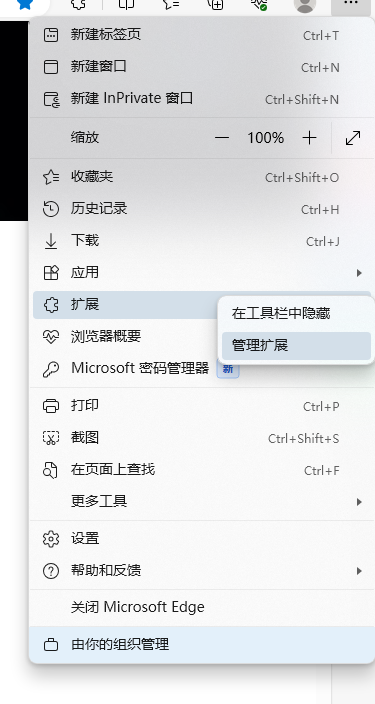 新建标签页 Ctrl+T
新建窗口 Ctrl+N
新建 InPrivate 窗口 Ctrl+Shift+N
缩放 — 100% +
收藏夹 Ctrl+Shift+O
历史记录 Ctrl+H
下载 Ctrl+J
应用
扩展
在工具栏中隐藏
管理扩展
浏览器概要
Microsoft 密码管理器 新
打印 Ctrl+P
截图 Ctrl+Shift+S
在页面上查找 Ctrl+F
更多工具
设置
帮助和反馈
关闭 Microsoft Edge
由你的组织管理